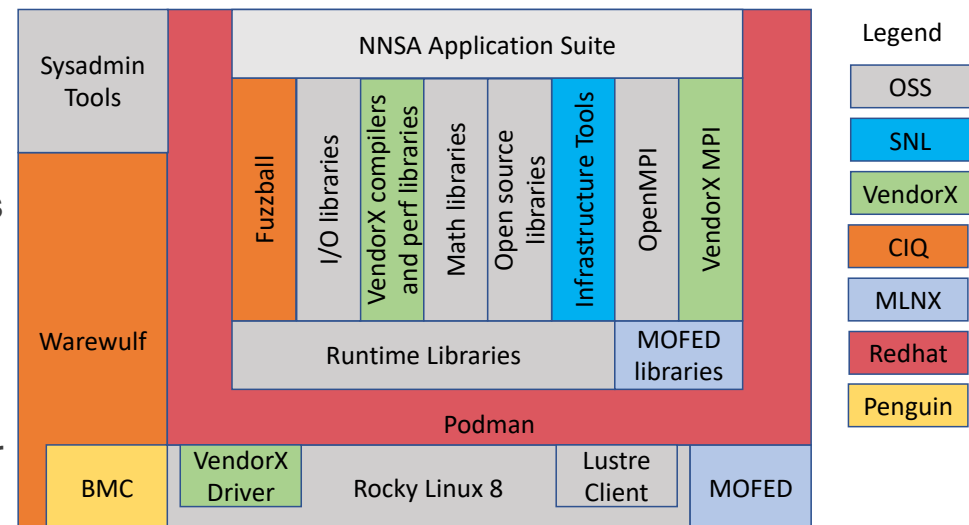 NNSA Application Suite
Sysadmin
Tools
Fuzzball
I/O libraries
VendorX compilers
and perf libraries
Math libraries
Open source
libraries
Infrastructure Tools
OpenMPI
VendorX MPI
Warewulf
Runtime Libraries
MOFED
libraries
Podman
BMC
VendorX
Driver
Rocky Linux 8
Lustre
Client
MOFED
Legend
OSS
SNL
VendorX
CIQ
MLNX
Redhat
Penguin